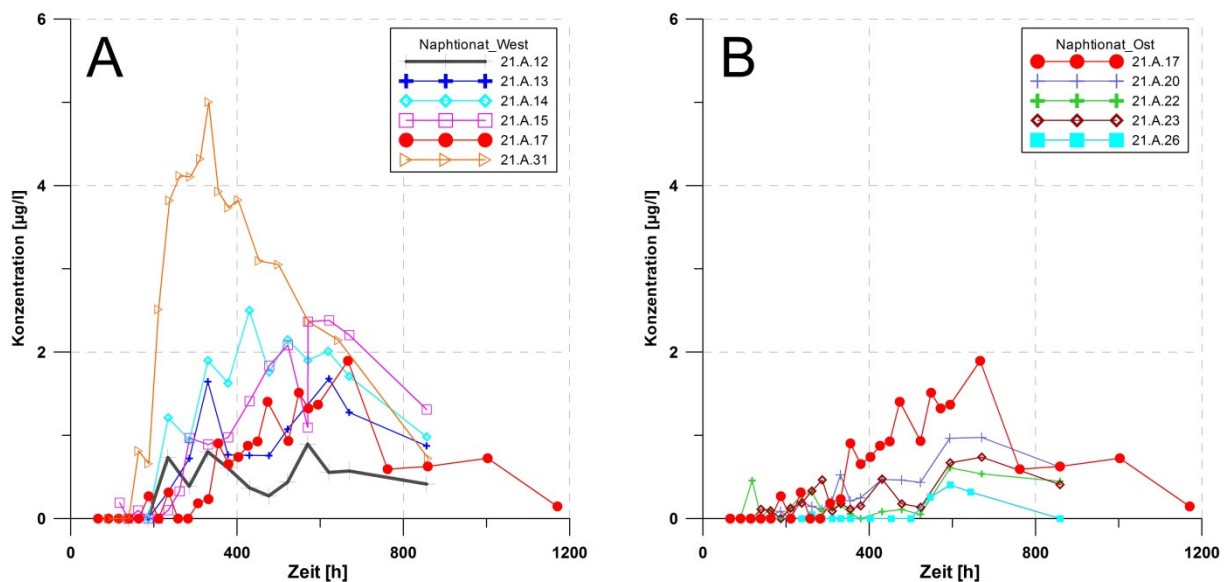 A
Naphtionat_West
21.A.12
21.A.13
21.A.14
21.A.15
21.A.17
21.A.31
Konzentration [µg/l]
6
4
2
0
0
400
800
1200
Zeit [h]
B
Naphtionat_Ost
21.A.17
21.A.20
21.A.22
21.A.23
21.A.26
Konzentration [µg/l]
6
4
2
0
0
400
800
1200
Zeit [h]